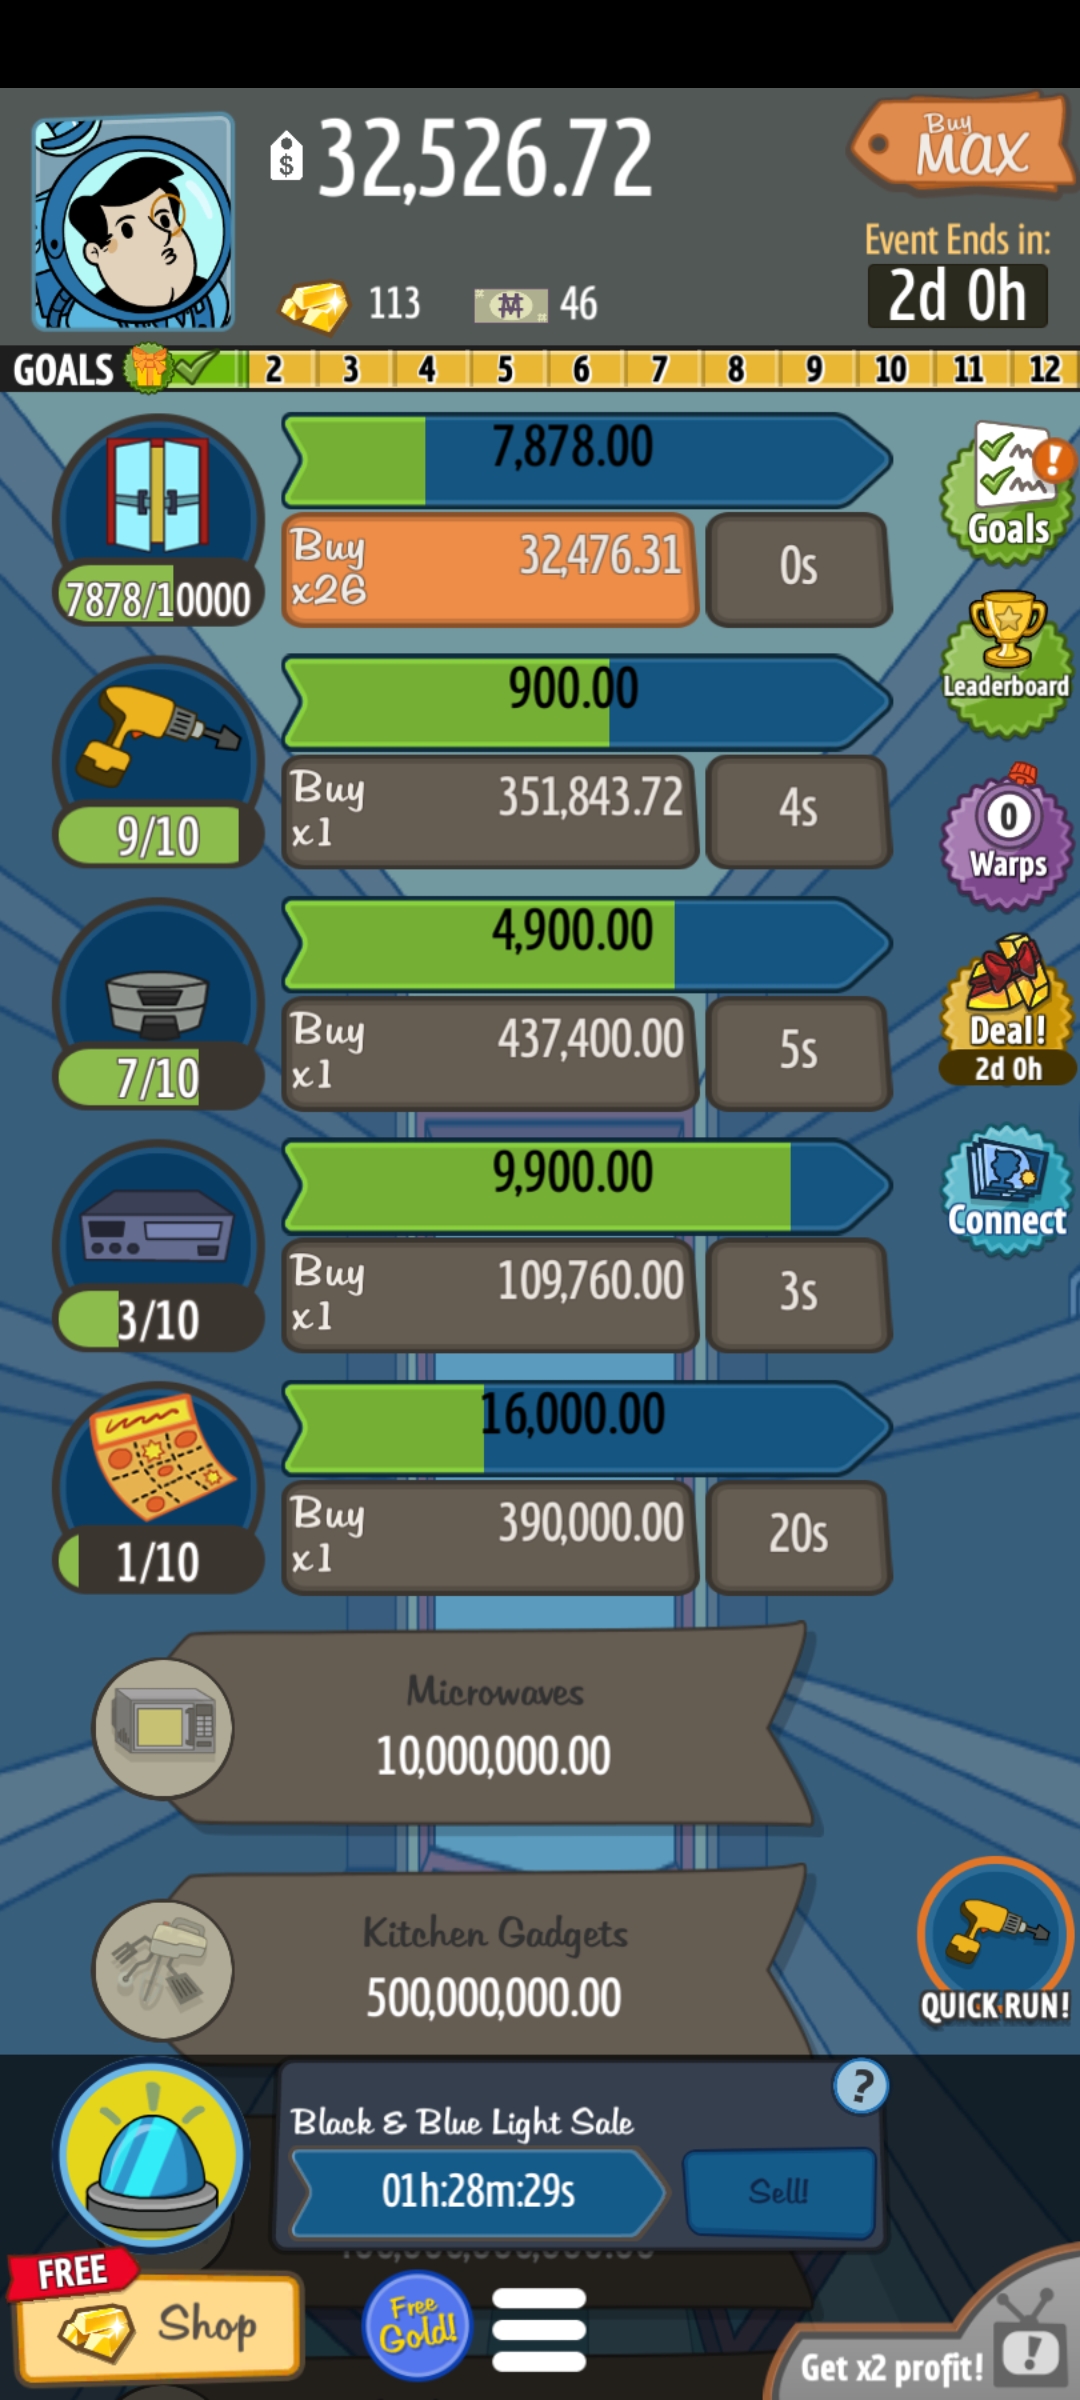 $ 32,526.72
Buy
MAX
113
46
Event Ends in:
2d 0h
GOALS 2 3 4 5 6 7 8 9 10 11 12
7,878.00
Buy
x26
32,476.31
0s
7878/10000
Goals
Leaderboard
900.00
Buy
x1
351,843.72
4s
9/10
0
Warps
4,900.00
Buy
x1
437,400.00
5s
7/10
Deal!
2d 0h
9,900.00
Buy
x1
109,760.00
3s
3/10
Connect
16,000.00
Buy
x1
390,000.00
20s
1/10
Microwaves
10,000,000.00
Kitchen Gadgets
500,000,000.00
QUICK RUN!
?
Black & Blue Light Sale
01h:28m:29s
Sell!
FREE
Shop
Free
Gold!
Get x2 profit!